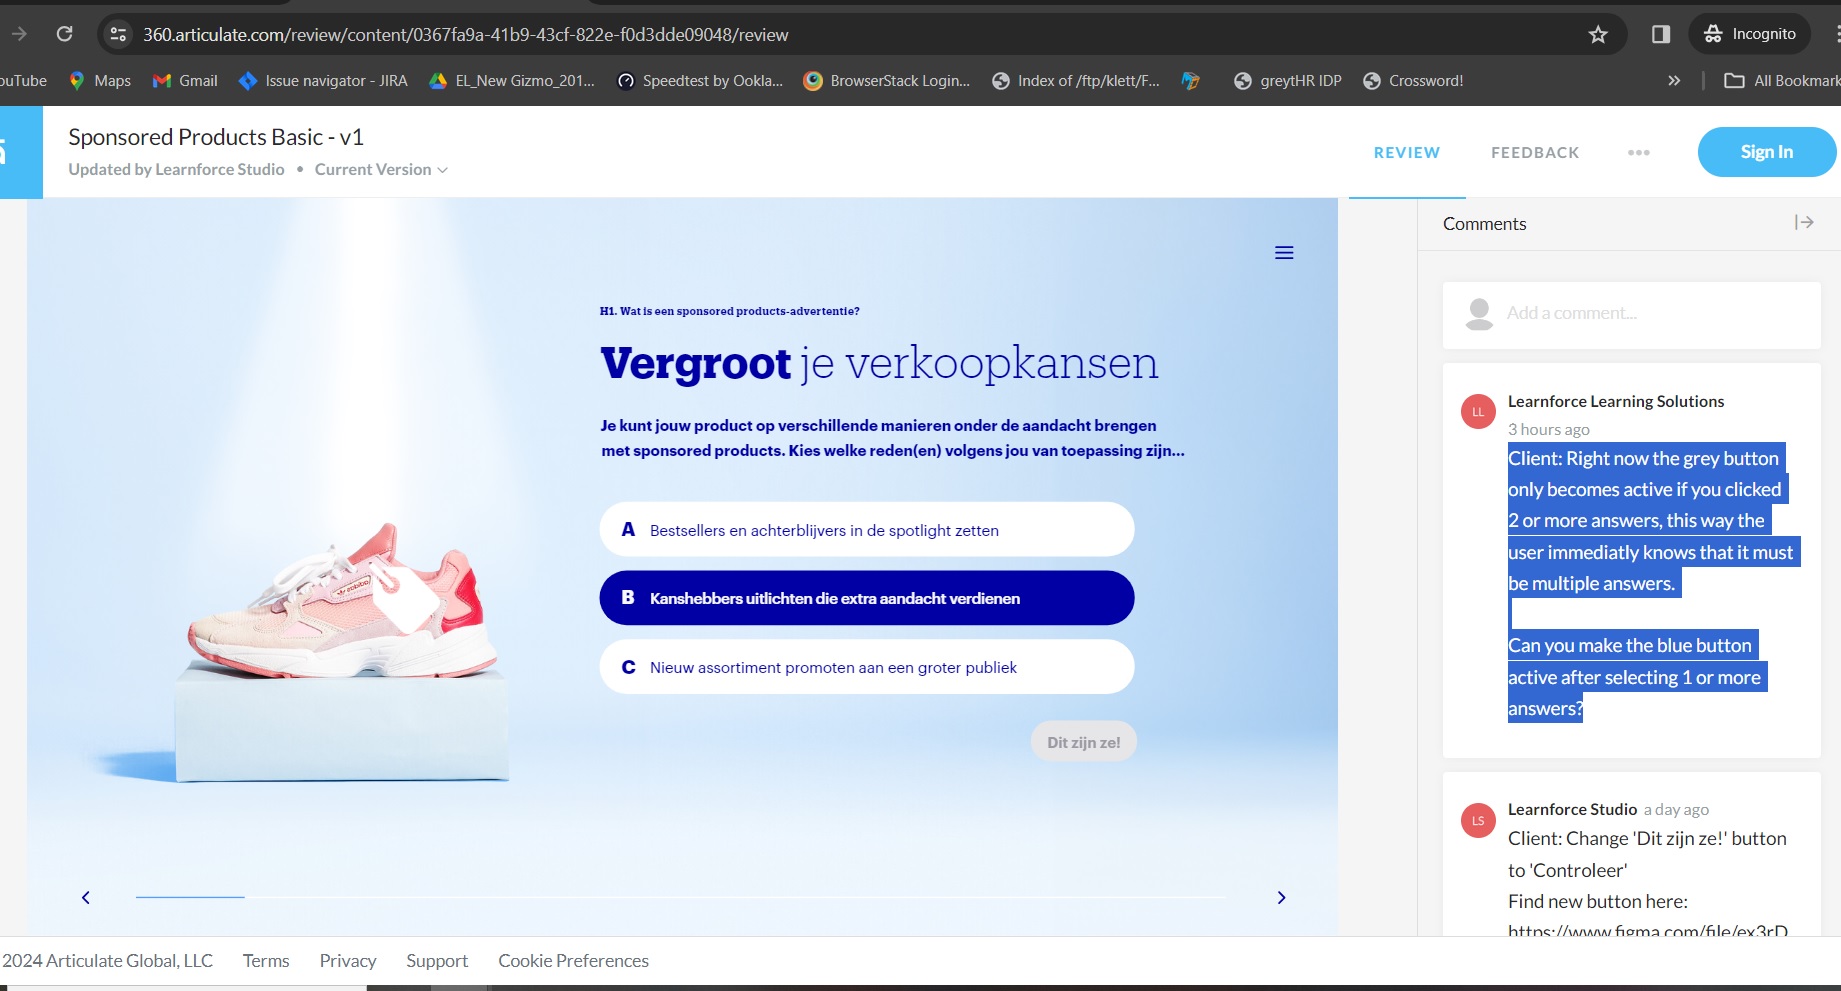 360.articulate.com/review/content/0367fa9a-41b9-43cf-822e-f0d3dde09048/review
Incognito
Maps
Gmail
Issue navigator - JIRA
EL_New Gizmo_201...
Speedtest by Ookla...
BrowserStack Login...
Index of /ftp/klett/F...
greytHR IDP
Crossword!
»
All Bookmark
Sponsored Products Basic - v1
Updated by Learnforce Studio • Current Version
REVIEW
FEEDBACK
Sign In
H1. Wat is een sponsored products-advertentie?
Vergroot je verkoopkansen
Je kunt jouw product op verschillende manieren onder de aandacht brengen
met sponsored products. Kies welke reden(en) volgens jou van toepassing zijn...
A Bestsellers en achterblijvers in de spotlight zetten
B Kanshebbers uitlichten die extra aandacht verdienen
C Nieuw assortiment promoten aan een groter publiek
Dit zijn ze!
Comments
Add a comment...
LL
Learnforce Learning Solutions
3 hours ago
Client: Right now the grey button
only becomes active if you clicked
2 or more answers, this way the
user immediatly knows that it must
be multiple answers.
Can you make the blue button
active after selecting 1 or more
answers?
LS
Learnforce Studio a day ago
Client: Change 'Dit zijn ze!' button
to 'Controleer'
Find new button here:
https://www.figma.com/file/ex3rD
2024 Articulate Global, LLC
Terms
Privacy
Support
Cookie Preferences